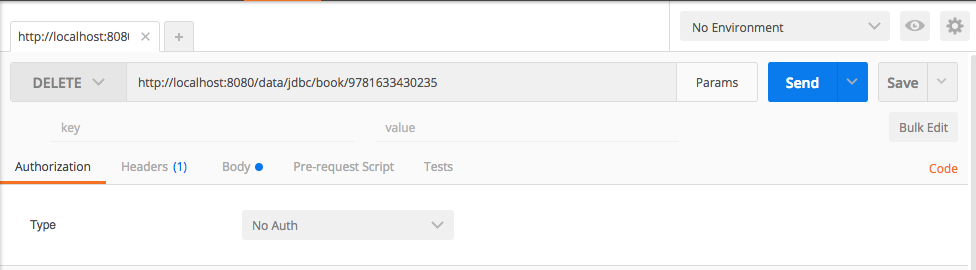 http://localhost:808 No Environment
DELETE http://localhost:8080/data/jdbc/book/9781633430235 Params Send Save
key value Bulk Edit
Authorization Headers (1) Body Pre-request Script Tests Code
Type No Auth